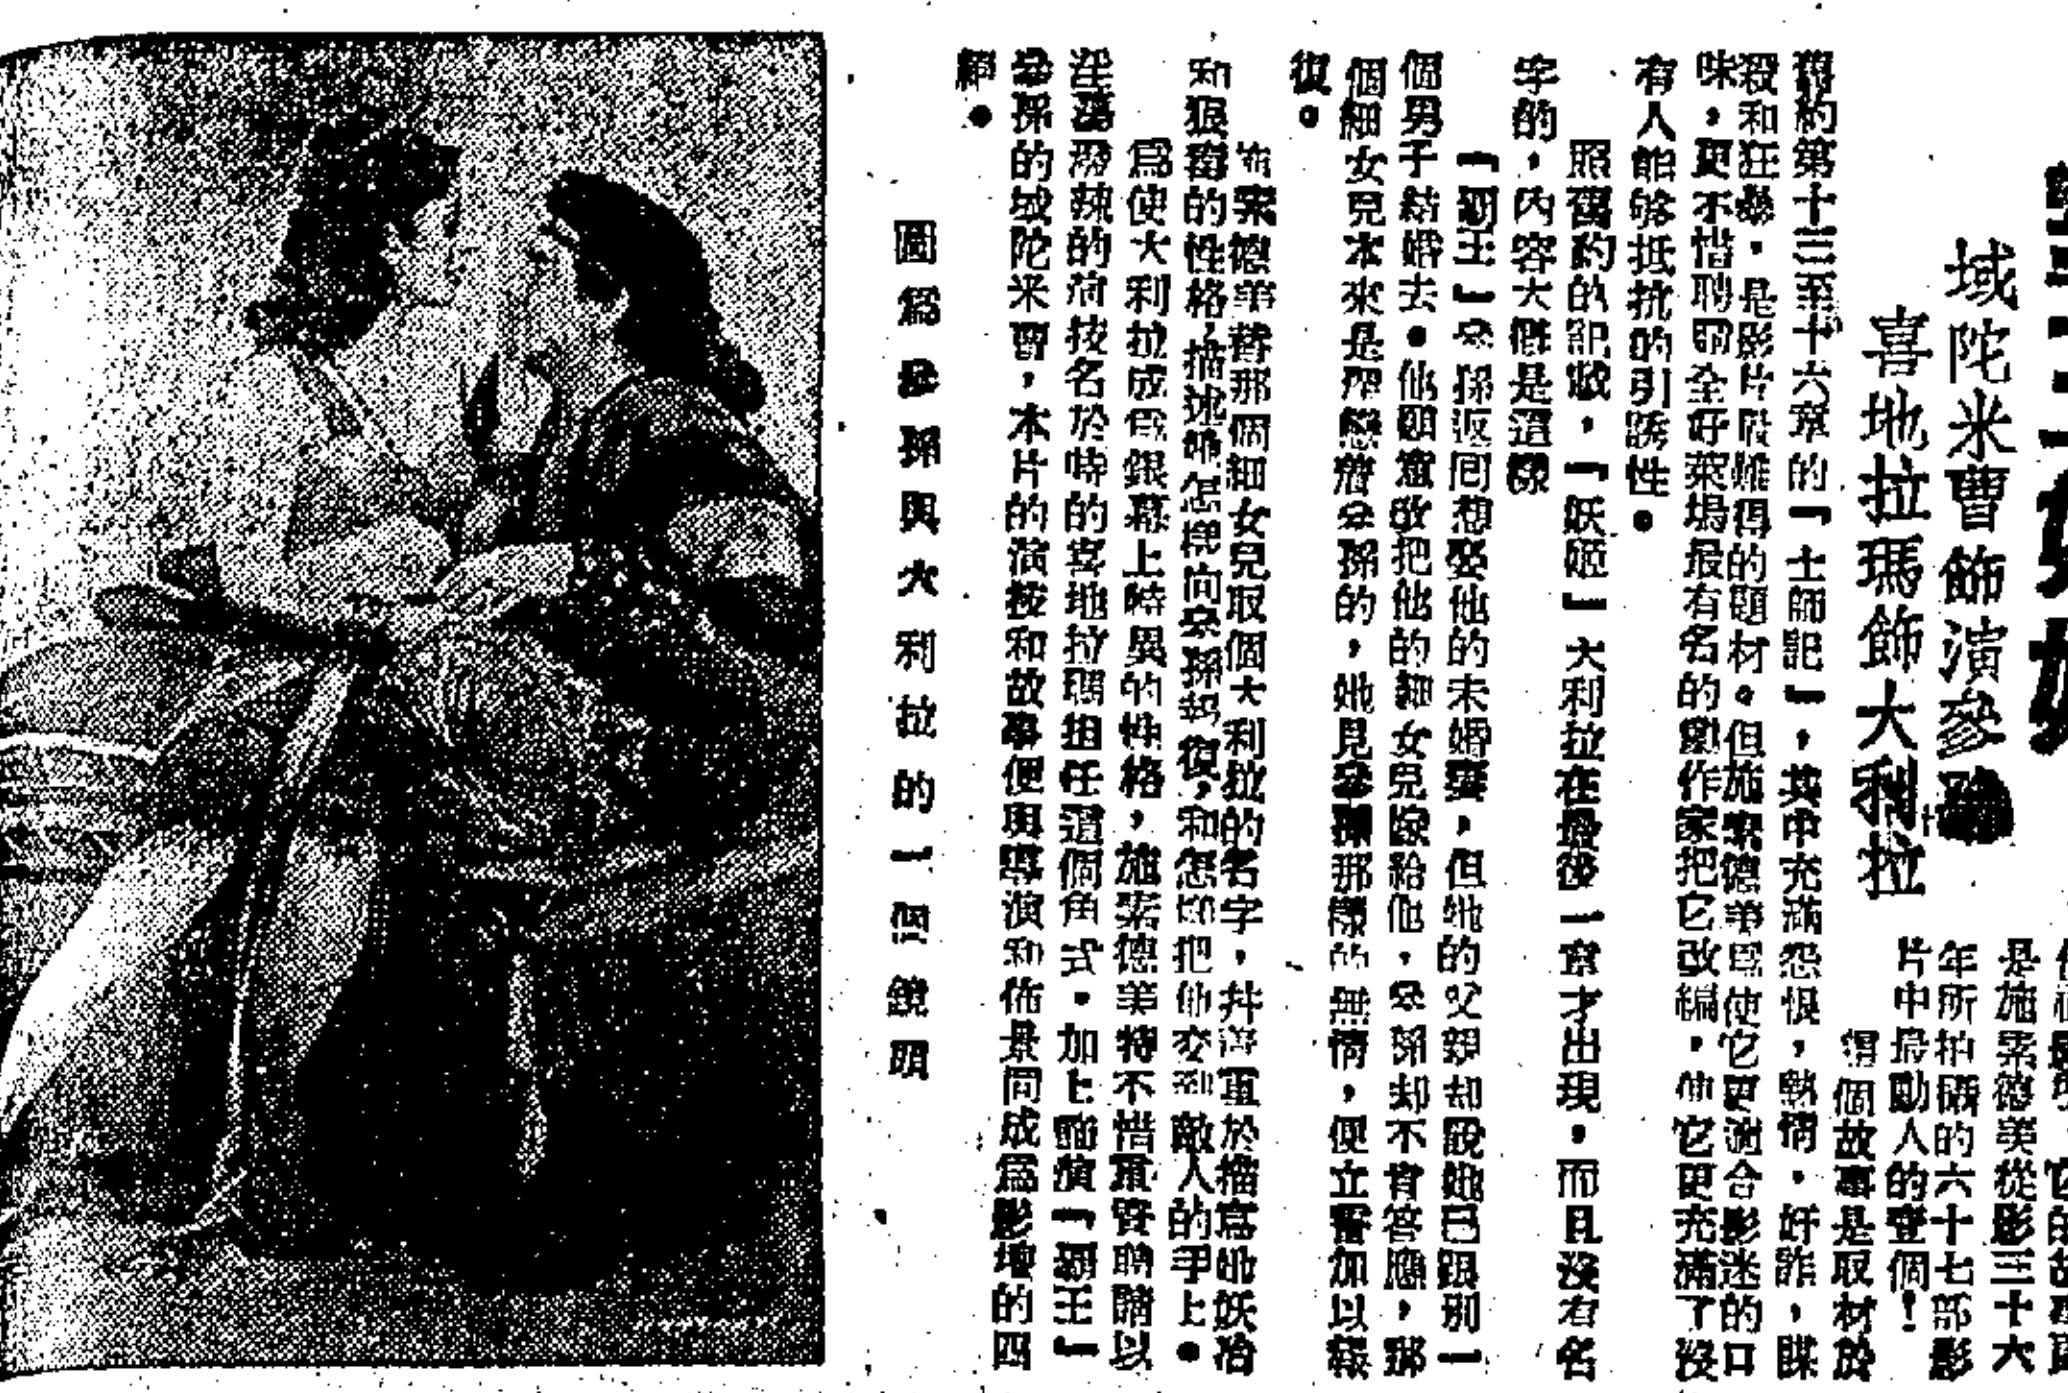 域陀米曹飾演參孫
喜地拉瑪飾大利拉
是施素德美從影三十六
年所拍攝的六十七部影
片中最動人的壹個!
這個故事是取材於
舊約第十三至十六章的「士師記」，其中充滿怨恨，熱情，奸詐，謀
殺和狂暴，是影片最難得的題材。但施素德美爲使它更適合影迷的口
味，更不惜聘請全好萊塢最有名的劇作家把它改編，使它更充滿了沒
有人能够抵抗的引誘性。
照舊約的記載，「妖姬」大利拉在最後一章才出現，而且沒有名
字的，内容大槪是這樣
「覇王」參孫返回想娶他的未婚妻，但她的父親却說她已跟別一
個男子結婚去。他願意敢把他的細女兒嫁給他，參孫却不肯答應，那
個細女兒本來是暗戀着參孫的，她見參孫那樣的無情，便立誓加以報
復。
施素德美替那個細女兒取個大利拉的名字，幷着重於描寫她妖冶
和狠毒的性格，描述她怎樣向參孫報復，和怎樣把他交到敵人的手上。
爲使大利拉成爲銀幕上特異的性格，施素德美特不惜重資聘請以
淫蕩潑辣的演技名於時的喜地拉瑪担任這個角式。加上飾演「覇王」
參孫的域陀米曹，本片的演技和故事便與導演和佈景同成爲影壇的四
絕。
圖爲參孫與大利拉的一個鏡頭